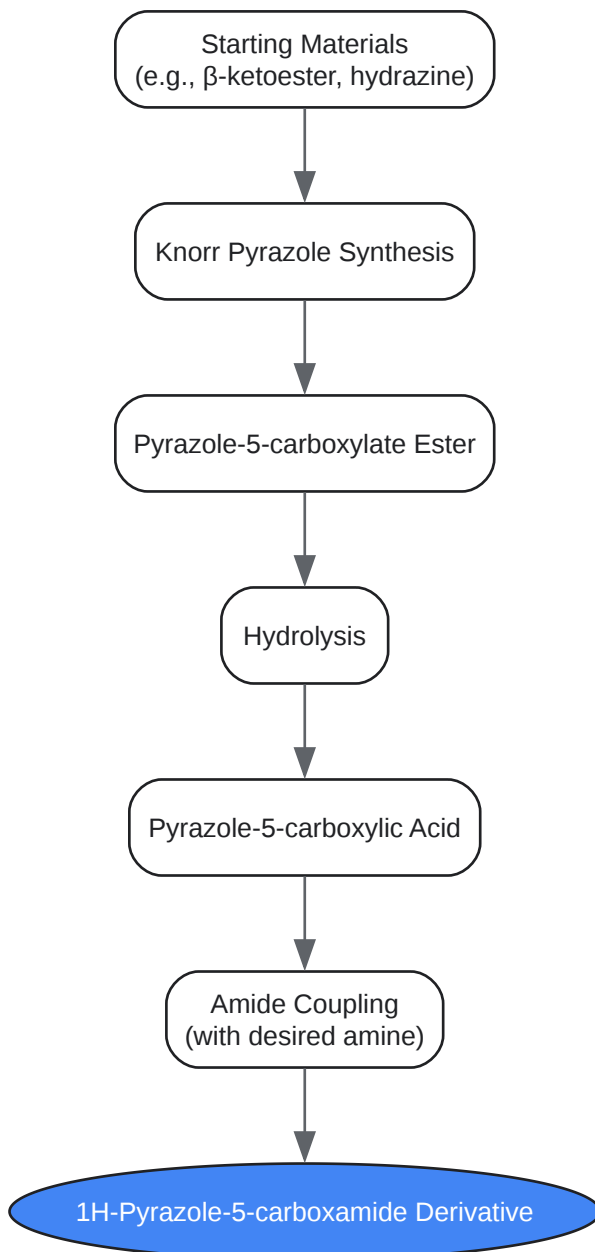 Starting Materials
(e.g., β-ketoester, hydrazine)
Knorr Pyrazole Synthesis
Pyrazole-5-carboxylate Ester
Hydrolysis
Pyrazole-5-carboxylic Acid
Amide Coupling
(with desired amine)
1H-Pyrazole-5-carboxamide Derivative